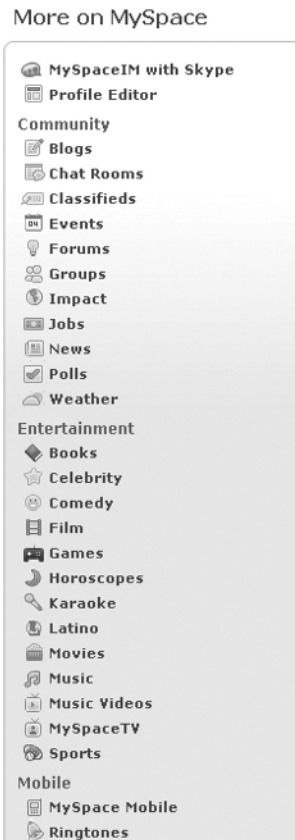 More on MySpace
MySpaceIM with Skype
Profile Editor
Community
Blogs
Chat Rooms
Classifieds
Events
Forums
Groups
Impact
Jobs
News
Polls
Weather
Entertainment
Books
Celebrity
Comedy
Film
Games
Horoscopes
Karaoke
Latino
Movies
Music
Music Videos
MySpaceTV
Sports
Mobile
MySpace Mobile
Ringtones